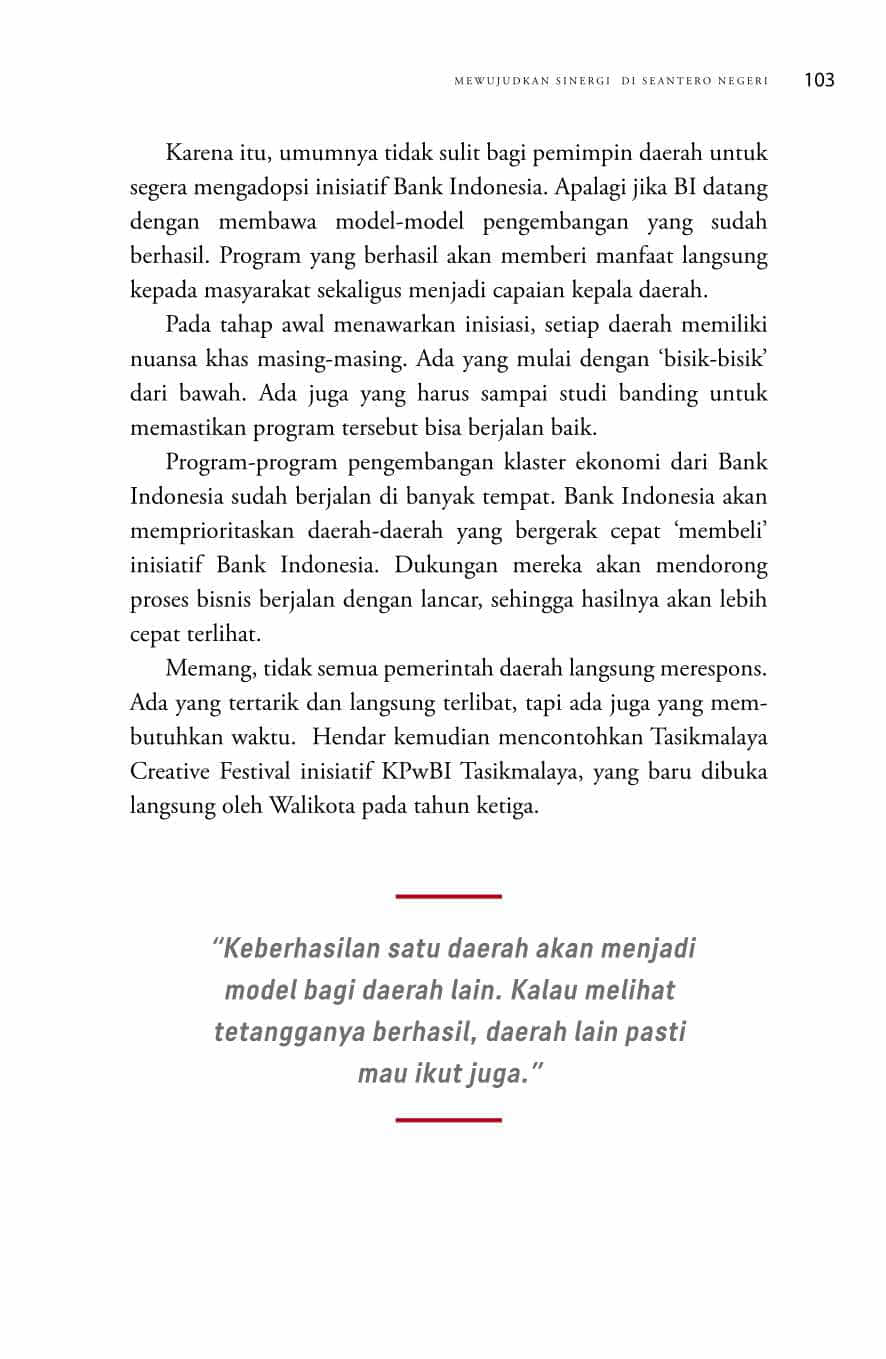 MEWUJUDKAN SINERGI DI SEANTERO NEGERI 103
Karena itu, umumnya tidak sulit bagi pemimpin daerah untuk
segera mengadopsi inisiatif Bank Indonesia. Apalagi jika BI datang
dengan membawa model-model pengembangan yang sudah
berhasil. Program yang berhasil akan memberi manfaat langsung
kepada masyarakat sekaligus menjadi capaian kepala daerah.
Pada tahap awal menawarkan inisiasi, setiap daerah memiliki
nuansa khas masing-masing. Ada yang mulai dengan ‘bisik-bisik’
dari bawah. Ada juga yang harus sampai studi banding untuk
memastikan program tersebut bisa berjalan baik.
Program-program pengembangan klaster ekonomi dari Bank
Indonesia sudah berjalan di banyak tempat. Bank Indonesia akan
memprioritaskan daerah-daerah yang bergerak cepat ‘membeli’
inisiatif Bank Indonesia. Dukungan mereka akan mendorong
proses bisnis berjalan dengan lancar, sehingga hasilnya akan lebih
cepat terlihat.
Memang, tidak semua pemerintah daerah langsung merespons.
Ada yang tertarik dan langsung terlibat, tapi ada juga yang mem-
butuhkan waktu. Hendar kemudian mencontohkan Tasikmalaya
Creative Festival inisiatif KPwBI Tasikmalaya, yang baru dibuka
langsung oleh Walikota pada tahun ketiga.
“Keberhasilan satu daerah akan menjadi
model bagi daerah lain. Kalau melihat
tetangganya berhasil, daerah lain pasti
mau ikut juga.”